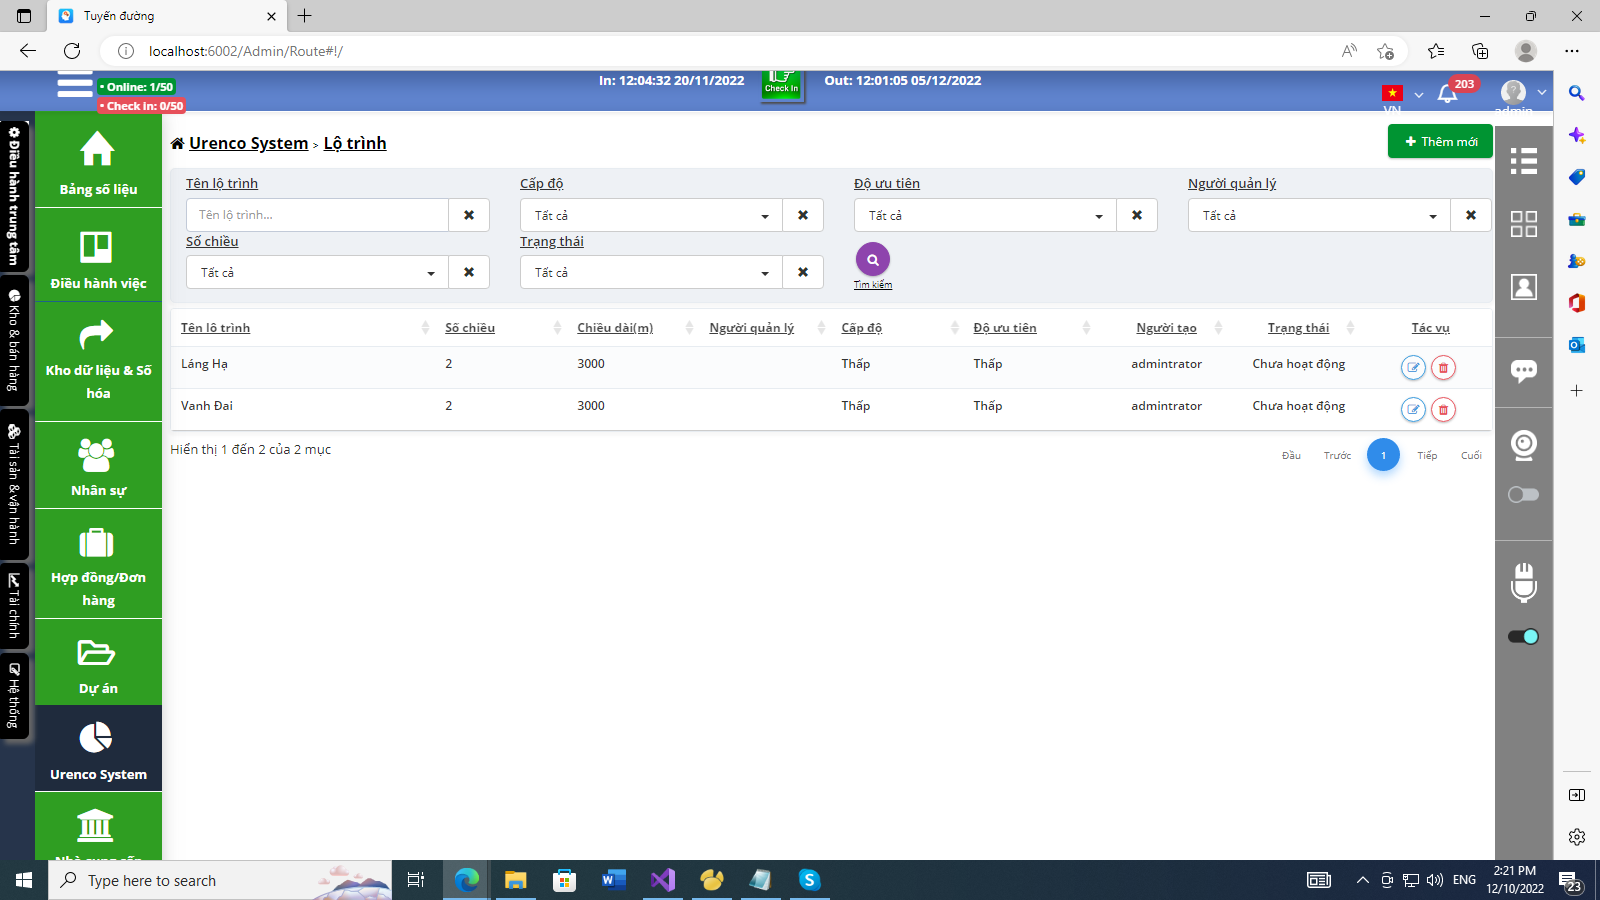 Tuyến đường
localhost:6002/Admin/Route#!/
• Online: 1/50
• Check in: 0/50
In: 12:04:32 20/11/2022
Check In
Out: 12:01:05 05/12/2022
VN
203
admin
Điều hành trung tâm
Kho & bán hàng
Tài sản & vận hành
Tài chính
Hệ thống
Bảng số liệu
Điều hành việc
Kho dữ liệu & Số
hóa
Nhân sự
Hợp đồng/Đơn
hàng
Dự án
Urenco System
Nhà cung cấp
Urenco System > Lộ trình
+ Thêm mới
Tên lộ trình
Cấp độ
Độ ưu tiên
Người quản lý
Tên lộ trình...
Tất cả
Tất cả
Tất cả
Số chiều
Trạng thái
Tất cả
Tất cả
Tìm kiếm
Tên lô trình Số chiều Chiều dài(m) Người quản lý Cấp độ Độ ưu tiên Người tạo Trạng thái Tác vụ
Láng Hạ 2 3000 Thấp Thấp admintrator Chưa hoạt động
Vanh Đai 2 3000 Thấp Thấp admintrator Chưa hoạt động
Hiển thị 1 đến 2 của 2 mục
Đầu Trước 1 Tiếp Cuối
Type here to search
ENG
2:21 PM
12/10/2022
23